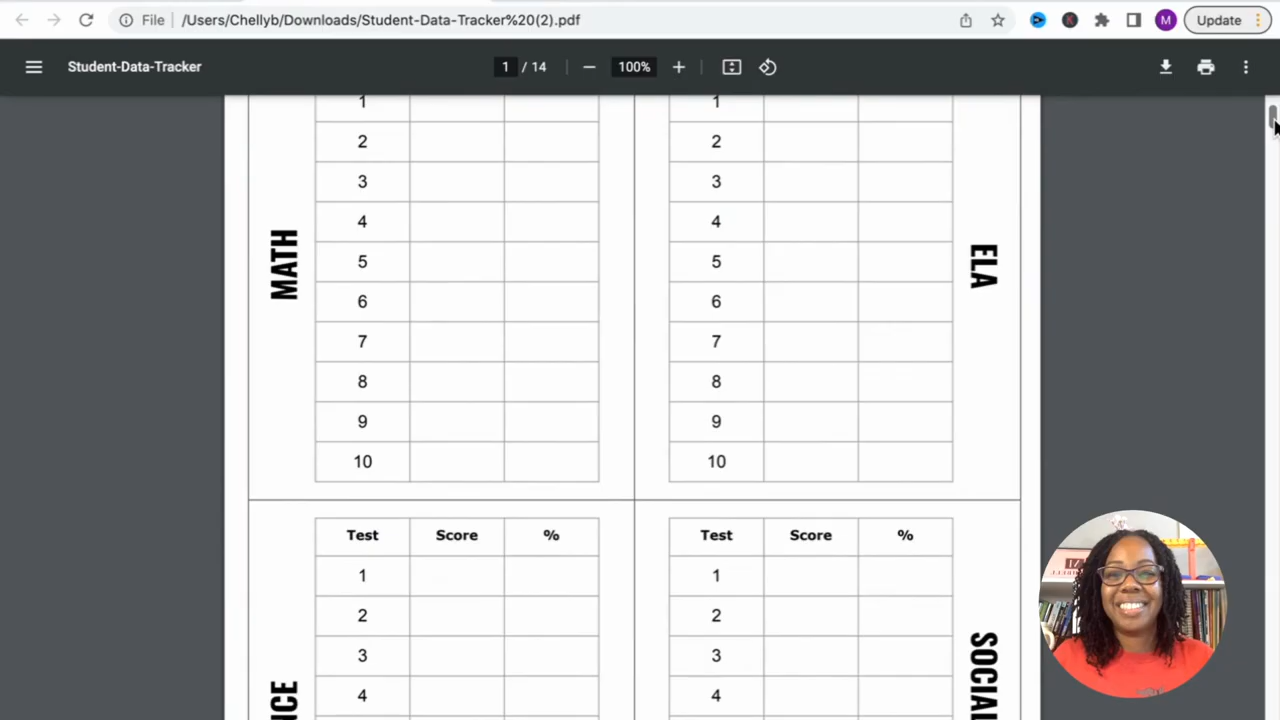 File /Users/Chellyb/Downloads/Student-Data-Tracker%20(2).pdf
K
M
Update
Student-Data-Tracker
1 / 14
100%
MATH
1
2
3
4
5
6
7
8
9
10
1
2
3
4
5
6
7
8
9
10
ELA
NCE
Test Score %
1
2
3
4
Test Score %
1
2
3
4
SOCIAL